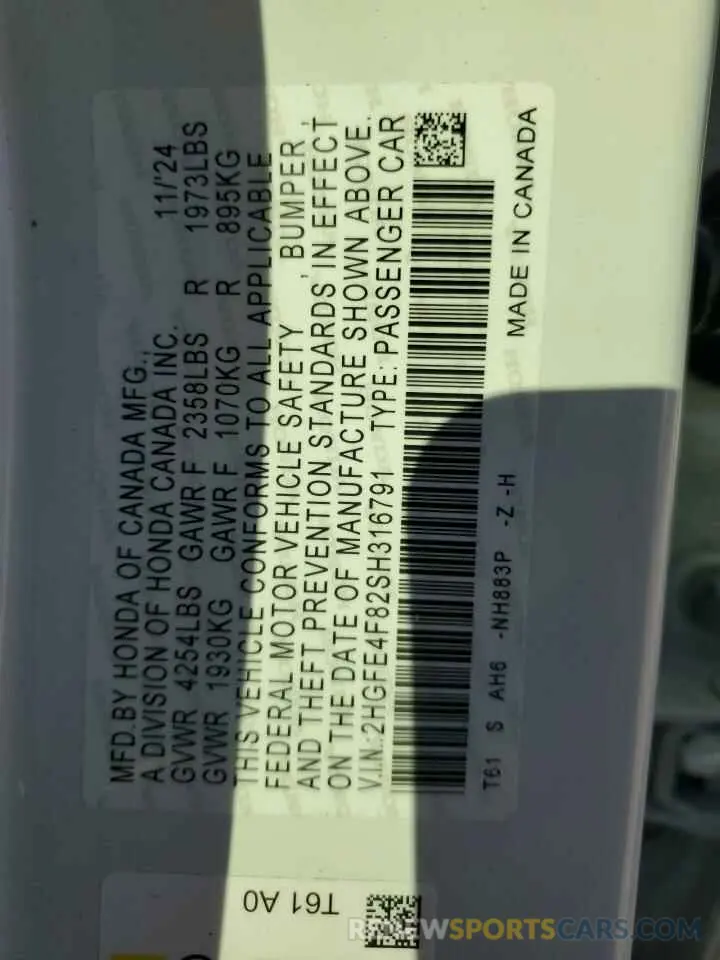 MFD.BY HONDA OF CANADA MFG., 11/'24
A DIVISION OF HONDA CANADA INC.
GVWR 4254LBS GAWR F 2358LBS R 1973LBS
GVWR 1930KG GAWR F 1070KG R 895KG
THIS VEHICLE CONFORMS TO ALL APPLICABLE
FEDERAL MOTOR VEHICLE SAFETY, BUMPER,
AND THEFT PREVENTION STANDARDS IN EFFECT
ON THE DATE OF MANUFACTURE SHOWN ABOVE.
V.I.N.:2HGFE4F82SH316791 TYPE: PASSENGER CAR
T61 S AH6 -NH883P -Z -H MADE IN CANADA
T61 A0
REVIEWSPORTSCARS.COM